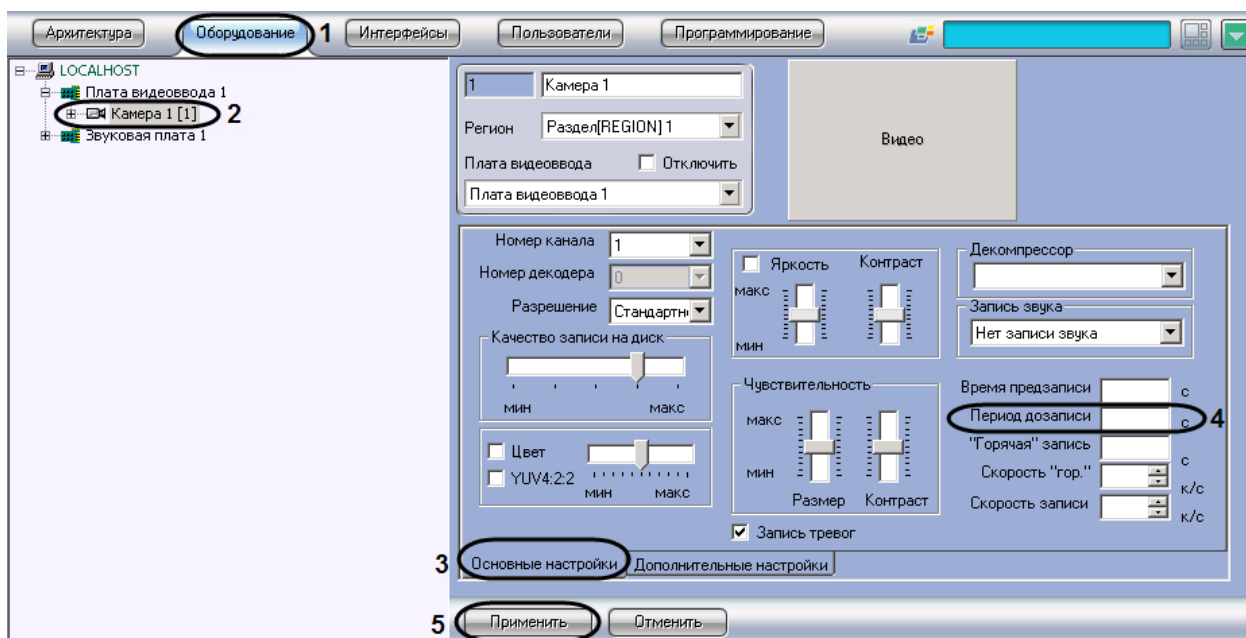 Архитектура
Оборудование
1
Интерфейсы
Пользователи
Программирование
LOCALHOST
Плата видеоввода 1
Камера 1 [1]
2
Звуковая плата 1
1
Камера 1
Регион
Раздел[REGION] 1
Плата видеоввода
Отключить
Плата видеоввода 1
Видео
Номер канала
1
Номер декодера
0
Разрешение
Стандартн
Качество записи на диск
мин
макс
Цвет
YUV4:2:2
мин
макс
Яркость
Контраст
макс
мин
Чувствительность
макс
мин
Размер
Контраст
Запись тревог
Декомпрессор
Запись звука
Нет записи звука
Время предзаписи
с
Период дозаписи
с
4
"Горячая" запись
с
Скорость "гор."
к/с
Скорость записи
к/с
3
Основные настройки
Дополнительные настройки
5
Применить
Отменить